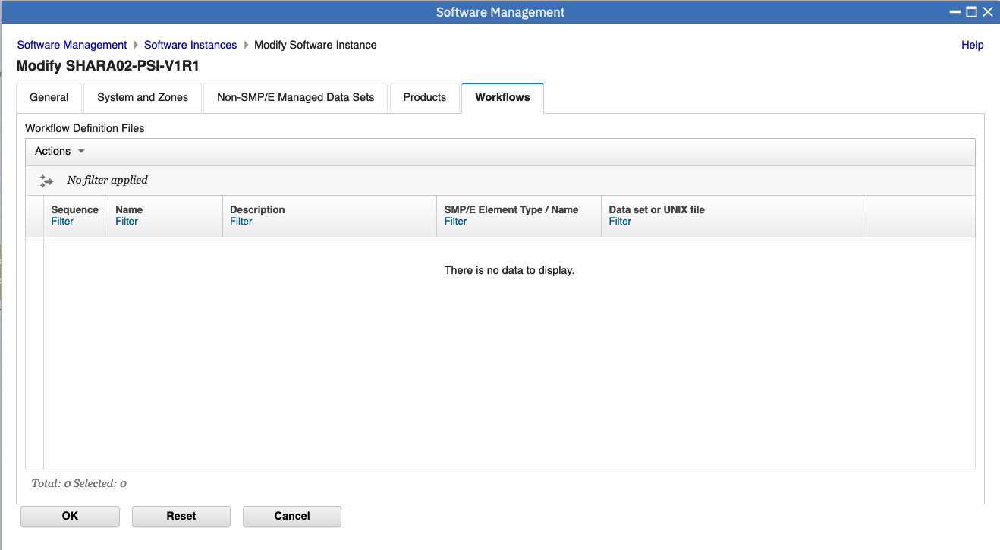 Software Management
Software Management Software Instances Modify Software Instance Help
Modify SHARA02-PSI-V1R1
General System and Zones Non-SMP/E Managed Data Sets Products Workflows
Workflow Definition Files
Actions
No filter applied
Sequence Name Description SMP/E Element Type / Name Data set or UNIX file
Filter Filter Filter Filter Filter
There is no data to display.
Total: 0 Selected: 0
OK Reset Cancel